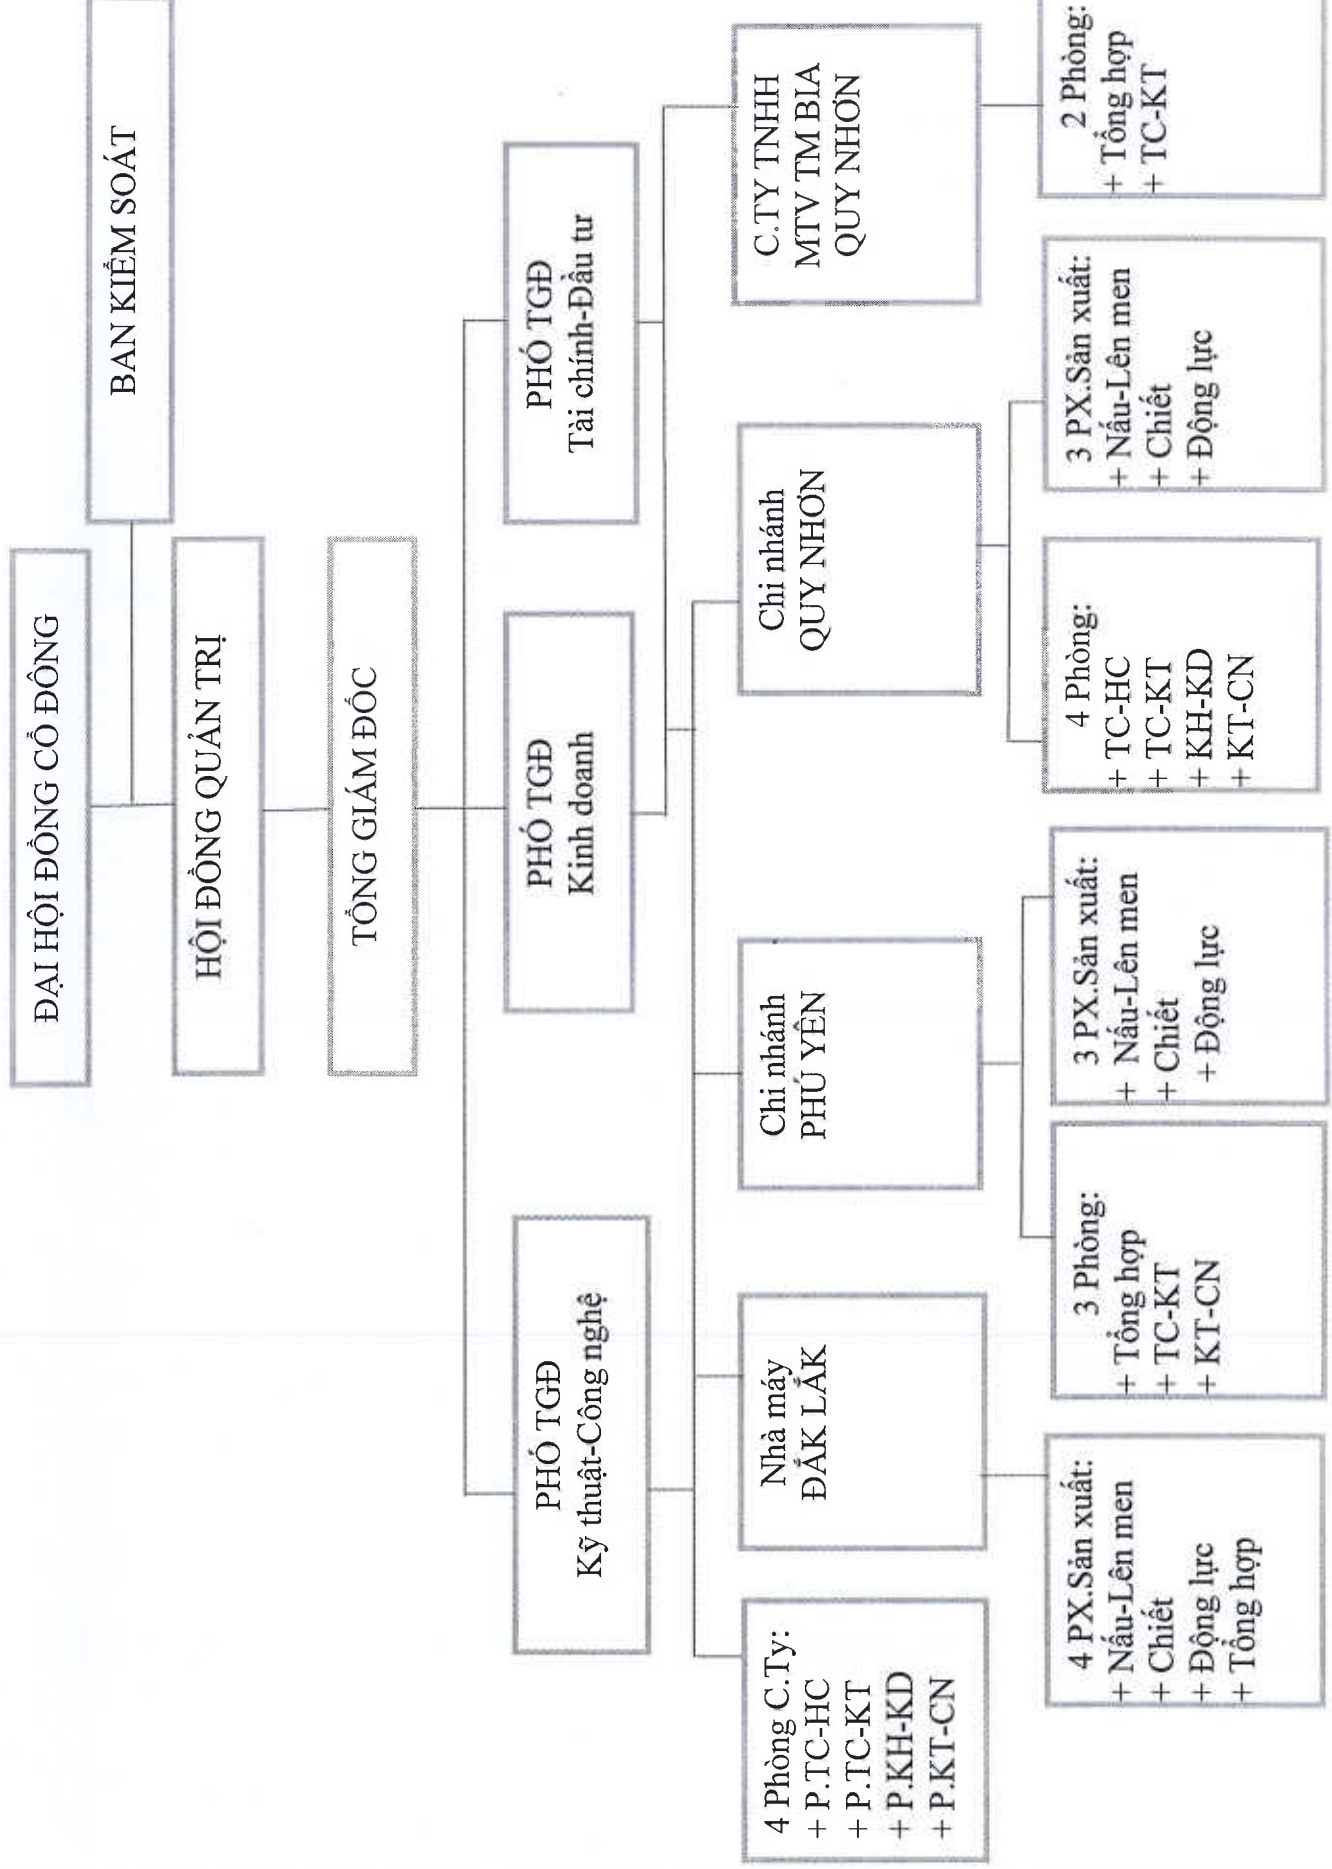 ĐẠI HỘI ĐỒNG CỔ ĐÔNG
BAN KIỂM SOÁT
HỘI ĐỒNG QUẢN TRỊ
TỔNG GIÁM ĐỐC
PHÓ TGĐ
Kỹ thuật-Công nghệ
PHÓ TGĐ
Kinh doanh
PHÓ TGĐ
Tài chính-Đầu tư
4 Phòng C.Ty:
+ P.TC-HC
+ P.TC-KT
+ P.KH-KD
+ P.KT-CN
Nhà máy
ĐẮK LẮK
Chi nhánh
PHÚ YÊN
Chi nhánh
QUY NHƠN
C.TY TNHH
MTV TM BIA
QUY NHƠN
4 PX.Sản xuất:
+ Nấu-Lên men
+ Chiết
+ Động lực
+ Tổng hợp
3 Phòng:
+ Tổng hợp
+ TC-KT
+ KT-CN
3 PX.Sản xuất:
+ Nấu-Lên men
+ Chiết
+ Động lực
4 Phòng:
+ TC-HC
+ TC-KT
+ KH-KD
+ KT-CN
3 PX.Sản xuất:
+ Nấu-Lên men
+ Chiết
+ Động lực
2 Phòng:
+ Tổng hợp
+ TC-KT